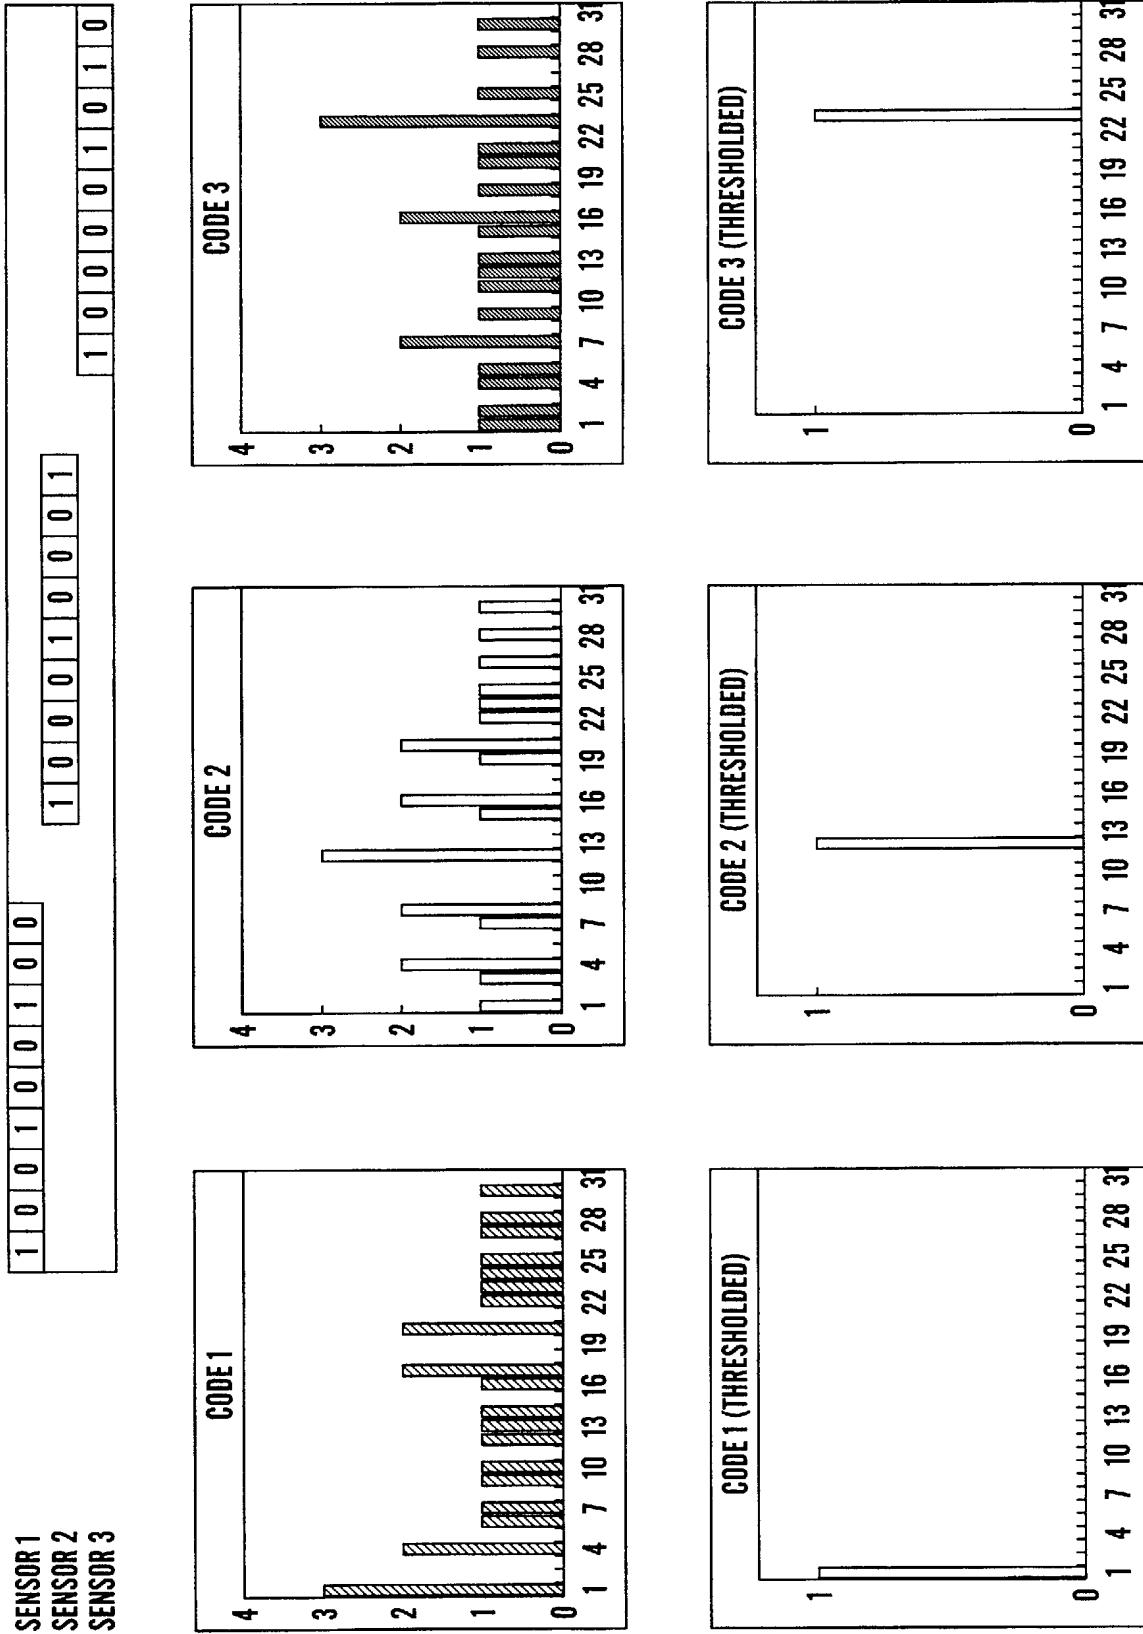 SENSOR 1 1 0 0 1 0 0 1 0 0
SENSOR 2 1 0 0 0 1 0 0 0 1
SENSOR 3 1 0 0 0 0 1 0 1 0
CODE 1
4
3
2
1
0
1 4 7 10 13 16 19 22 25 28 31
CODE 2
4
3
2
1
0
1 4 7 10 13 16 19 22 25 28 31
CODE 3
4
3
2
1
0
1 4 7 10 13 16 19 22 25 28 31
CODE 1 (THRESHOLDED)
1
0
1 4 7 10 13 16 19 22 25 28 31
CODE 2 (THRESHOLDED)
1
0
1 4 7 10 13 16 19 22 25 28 31
CODE 3 (THRESHOLDED)
1
0
1 4 7 10 13 16 19 22 25 28 31